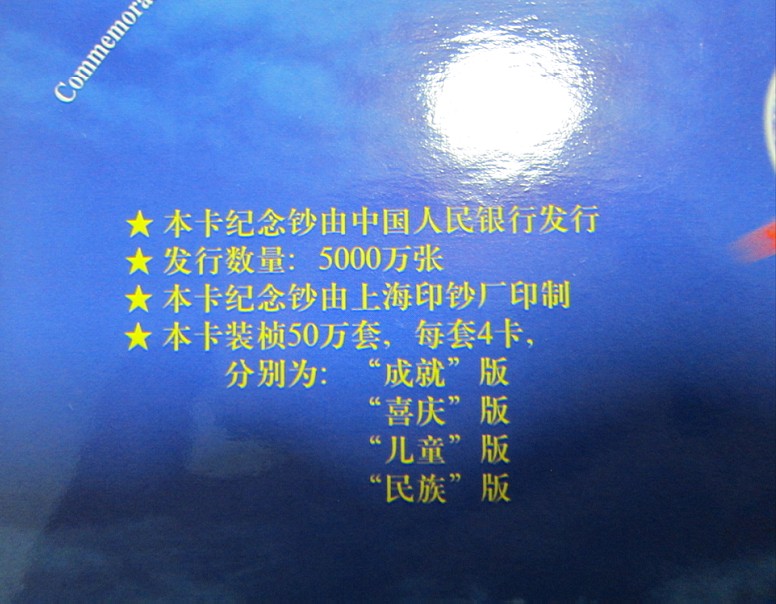 Commemora
★本卡纪念钞由中国人民银行发行
★发行数量：5000万张
★本卡纪念钞由上海印钞厂印制
★本卡装桢50万套，每套4卡，
分别为：“成就”版
“喜庆”版
“儿童”版
“民族”版